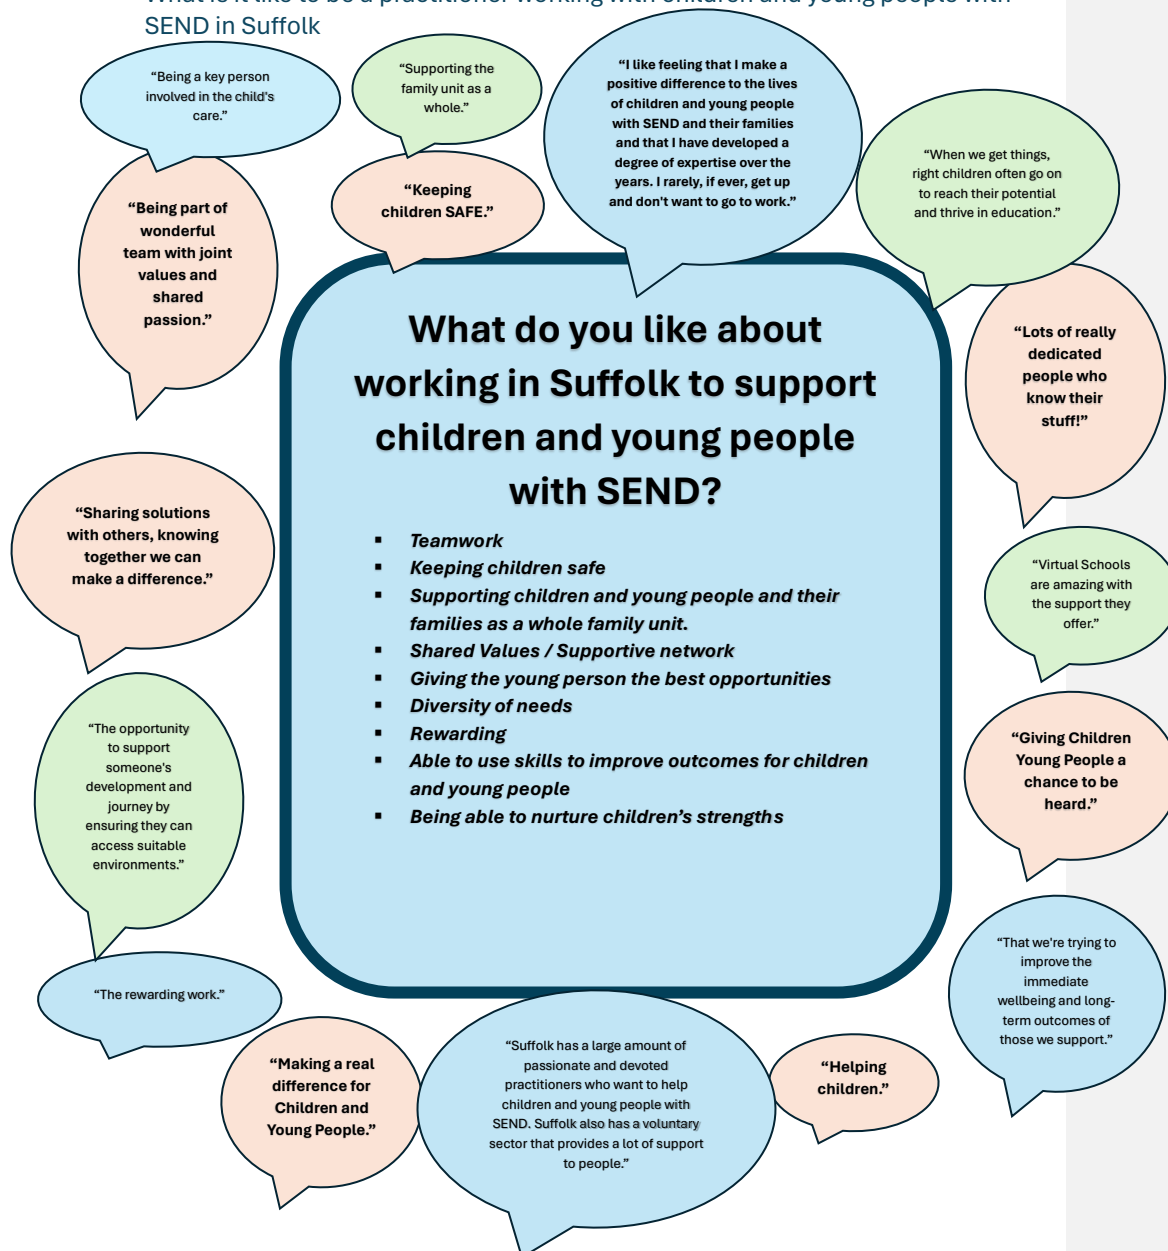 What is it like to be a practitioner working with children and young people with
SEND in Suffolk
“Being a key person
involved in the child's
care.”
“Supporting the
family unit as a
whole.”
“I like feeling that I make a
positive difference to the lives
of children and young people
with SEND and their families
and that I have developed a
degree of expertise over the
years. I rarely, if ever, get up
and don't want to go to work.”
“When we get things,
right children often go on
to reach their potential
and thrive in education.”
“Being part of
wonderful
team with joint
values and
shared
passion.”
“Keeping
children SAFE.”
“Lots of really
dedicated
people who
know their
stuff!”
What do you like about
working in Suffolk to support
children and young people
with SEND?
▪ Teamwork
▪ Keeping children safe
▪ Supporting children and young people and their
families as a whole family unit.
▪ Shared Values / Supportive network
▪ Giving the young person the best opportunities
▪ Diversity of needs
▪ Rewarding
▪ Able to use skills to improve outcomes for children
and young people
▪ Being able to nurture children’s strengths
“Sharing solutions
with others, knowing
together we can
make a difference.”
“Virtual Schools
are amazing with
the support they
offer.”
“The opportunity
to support
someone's
development and
journey by
ensuring they can
access suitable
environments.”
“Giving Children
Young People a
chance to be
heard.”
“The rewarding work.”
“That we're trying to
improve the
immediate
wellbeing and long-
term outcomes of
those we support.”
“Making a real
difference for
Children and
Young People.”
“Suffolk has a large amount of
passionate and devoted
practitioners who want to help
children and young people with
SEND. Suffolk also has a voluntary
sector that provides a lot of support
to people.”
“Helping
children.”